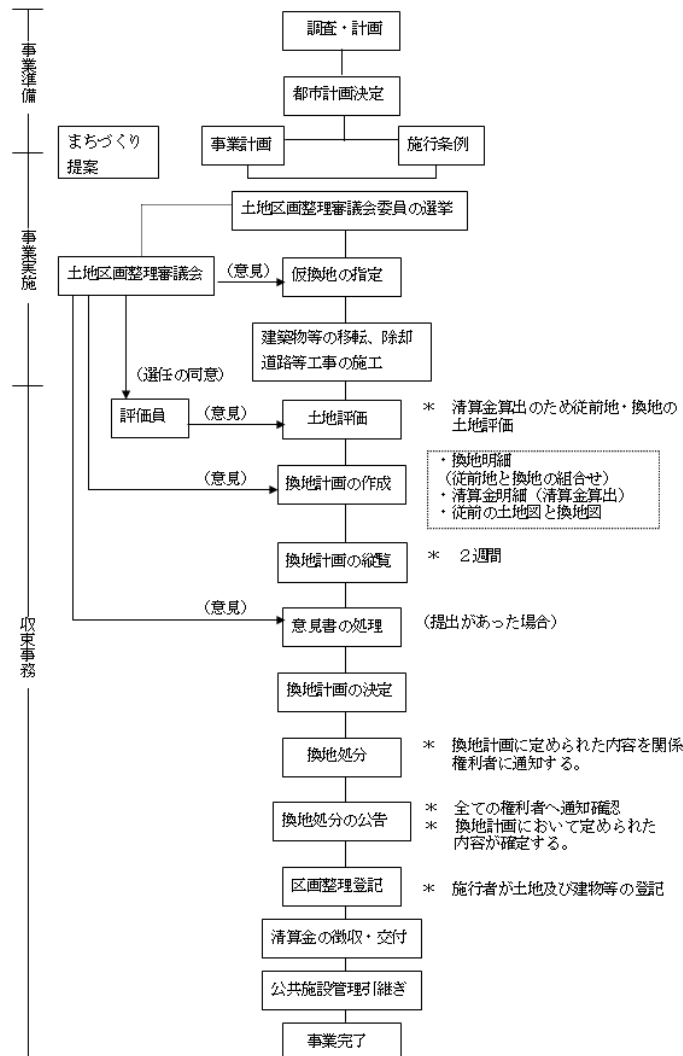 調査・計画
事業準備
都市計画決定
まちづくり
提案
事業計画
施行条例
土地区画整理審議会委員の選挙
事業実施
土地区画整理審議会
(意見)
仮換地の指定
建築物等の移転、除却
道路等工事の施工
(選任の同意)
評価員
(意見)
土地評価
＊ 清算金算出のため従前地・換地の
土地評価
(意見)
換地計画の作成
・換地明細
(従前地と換地の組合せ)
・清算金明細（清算金算出）
・従前の土地図と換地図
換地計画の縦覧
＊ ２週間
収束事務
(意見)
意見書の処理
(提出があった場合)
換地計画の決定
換地処分
＊ 換地計画に定められた内容を関係
権利者に通知する。
換地処分の公告
＊ 全ての権利者へ通知確認
＊ 換地計画において定められた
内容が確定する。
区画整理登記
＊ 施行者が土地及び建物等の登記
清算金の徴収・交付
公共施設管理引継ぎ
事業完了